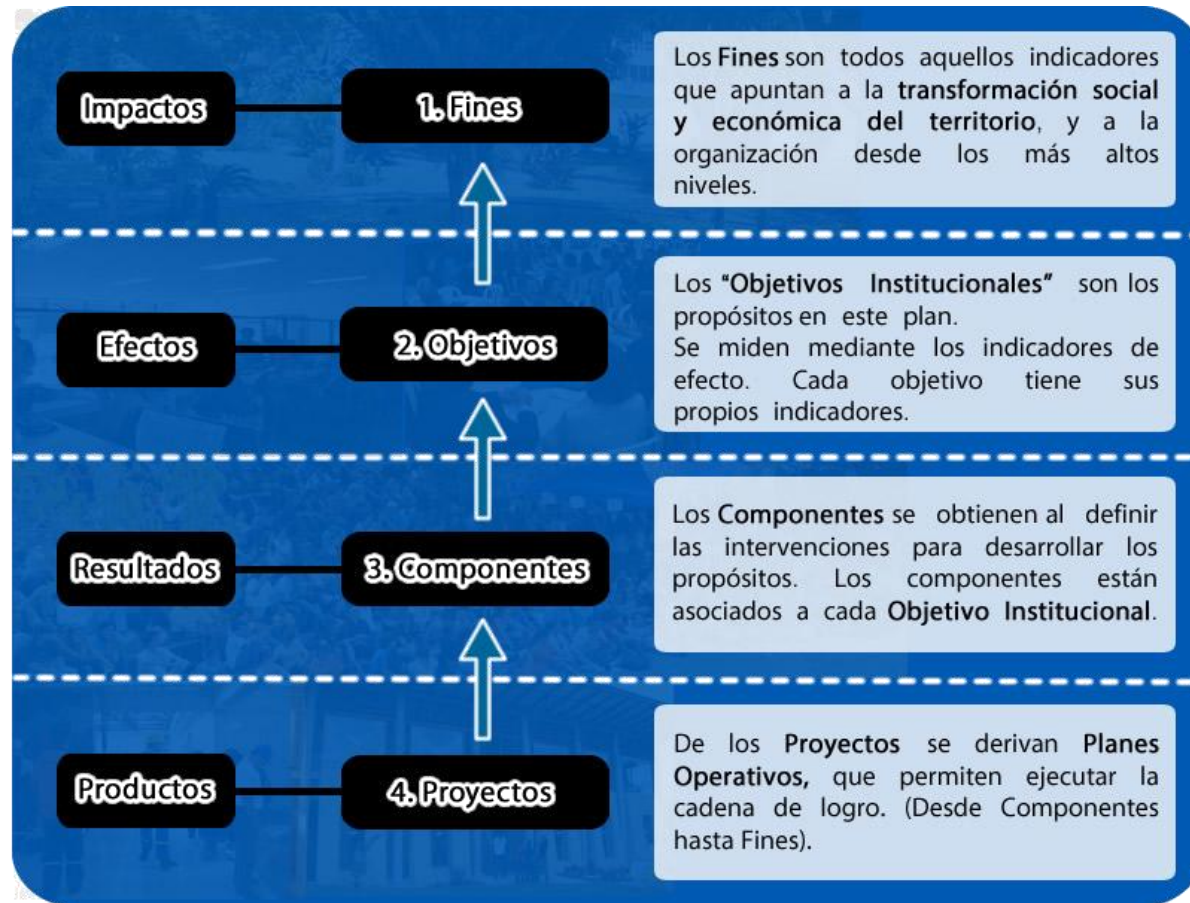 Impactos
1. Fines
Los Fines son todos aquellos indicadores
que apuntan a la transformación social
y económica del territorio, y a la
organización desde los más altos
niveles.
Efectos
2. Objetivos
Los "Objetivos Institucionales" son los
propósitos en este plan.
Se miden mediante los indicadores de
efecto. Cada objetivo tiene sus
propios indicadores.
Resultados
3. Componentes
Los Componentes se obtienen al definir
las intervenciones para desarrollar los
propósitos. Los componentes están
asociados a cada Objetivo Institucional.
Productos
4. Proyectos
De los Proyectos se derivan Planes
Operativos, que permiten ejecutar la
cadena de logro. (Desde Componentes
hasta Fines).